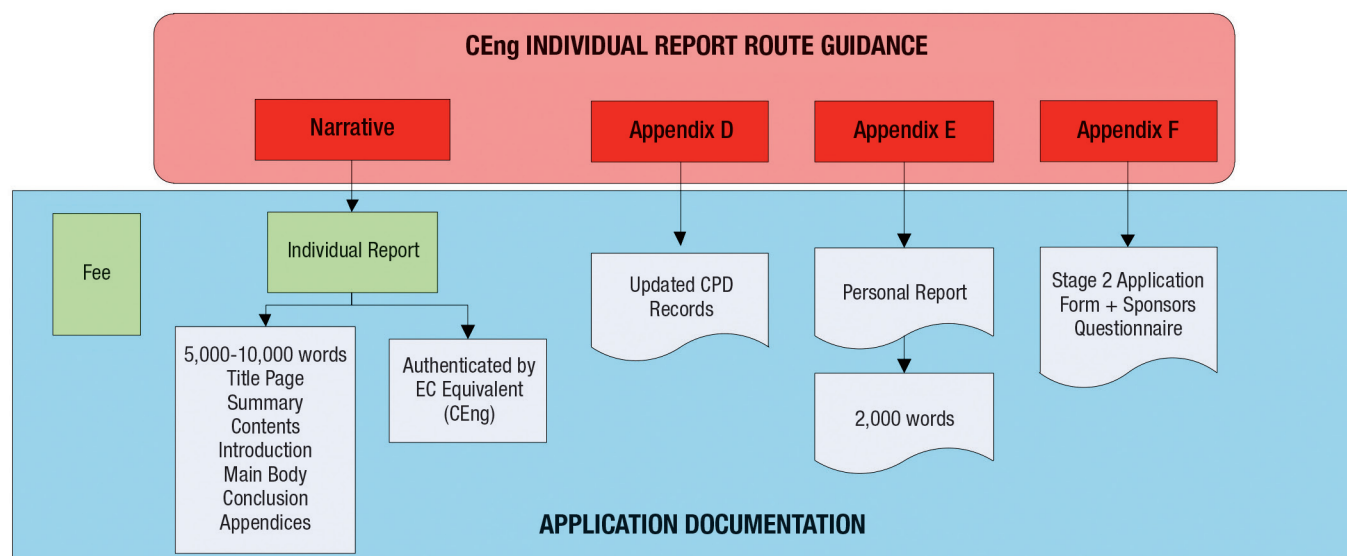 CEng INDIVIDUAL REPORT ROUTE GUIDANCE
Narrative
Appendix D
Appendix E
Appendix F
Fee
Individual Report
5,000-10,000 words
Title Page
Summary
Contents
Introduction
Main Body
Conclusion
Appendices
Authenticated by
EC Equivalent
(CEng)
Updated CPD
Records
Personal Report
2,000 words
Stage 2 Application
Form + Sponsors
Questionnaire
APPLICATION DOCUMENTATION